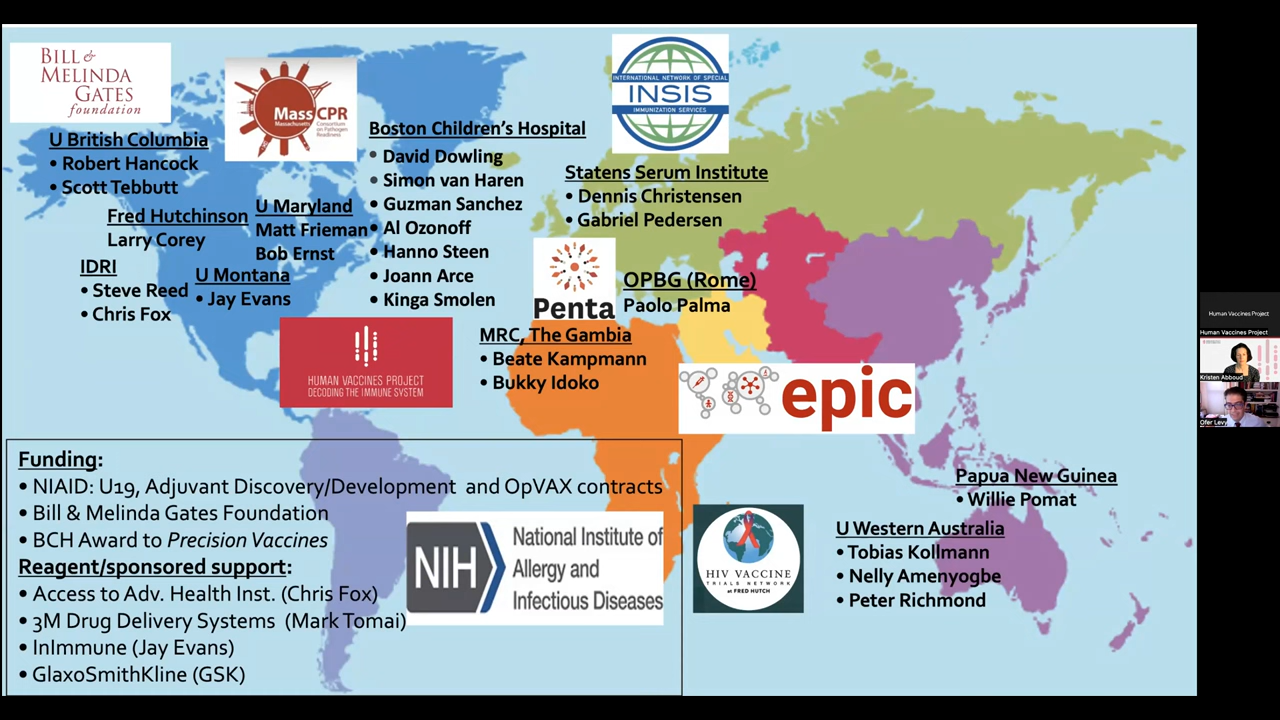 BILL &
MELINDA
GATES
foundation
MassCPR
Massachusetts
Consortium
on Pathogen
Readiness
INTERNATIONAL NETWORK OF SPECIAL
INSIS
IMMUNIZATION SERVICES
U British Columbia
• Robert Hancock
• Scott Tebbutt
Boston Children's Hospital
• David Dowling
• Simon van Haren
• Guzman Sanchez
• Al Ozonoff
• Hanno Steen
• Joann Arce
• Kinga Smolen
Statens Serum Institute
• Dennis Christensen
• Gabriel Pedersen
Fred Hutchinson
Larry Corey
U Maryland
Matt Frieman
Bob Ernst
IDRI
• Steve Reed
• Chris Fox
U Montana
• Jay Evans
Penta
OPBG (Rome)
Paolo Palma
HUMAN VACCINES PROJECT
DECODING THE IMMUNE SYSTEM
MRC, The Gambia
• Beate Kampmann
• Bukky Idoko
epic
Funding:
• NIAID: U19, Adjuvant Discovery/Development and OpVAX contracts
• Bill & Melinda Gates Foundation
• BCH Award to Precision Vaccines
Reagent/sponsored support:
• Access to Adv. Health Inst. (Chris Fox)
• 3M Drug Delivery Systems (Mark Tomai)
• InImmune (Jay Evans)
• GlaxoSmithKline (GSK)
NIH
National Institute of
Allergy and
Infectious Diseases
HIV VACCINE
TRIALS NETWORK
at FRED HUTCH
Papua New Guinea
• Willie Pomat
U Western Australia
• Tobias Kollmann
• Nelly Amenyogbe
• Peter Richmond
Human Vaccines Project
Human Vaccines Project
Kristen Abboud
Ofer Levy